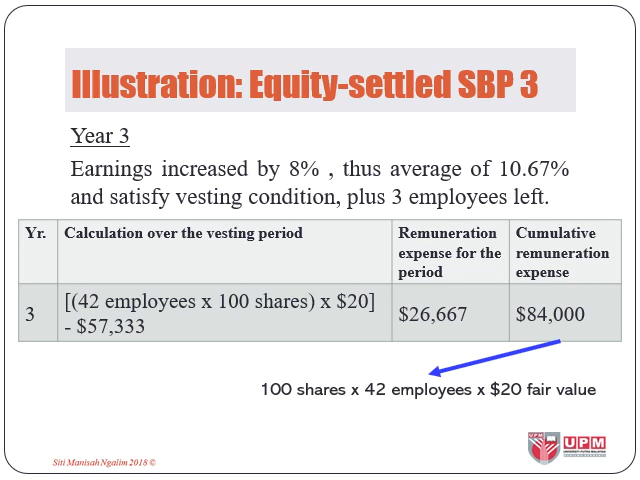 Illustration: Equity-settled SBP 3
Year 3
Earnings increased by 8% , thus average of 10.67%
and satisfy vesting condition, plus 3 employees left.
Yr. Calculation over the vesting period Remuneration expense for the period Cumulative remuneration expense
3 [(42 employees x 100 shares) x $20] - $57,333 $26,667 $84,000
100 shares x 42 employees x $20 fair value
UPM
UPM
Siti Manisah Ngalim 2018 ©